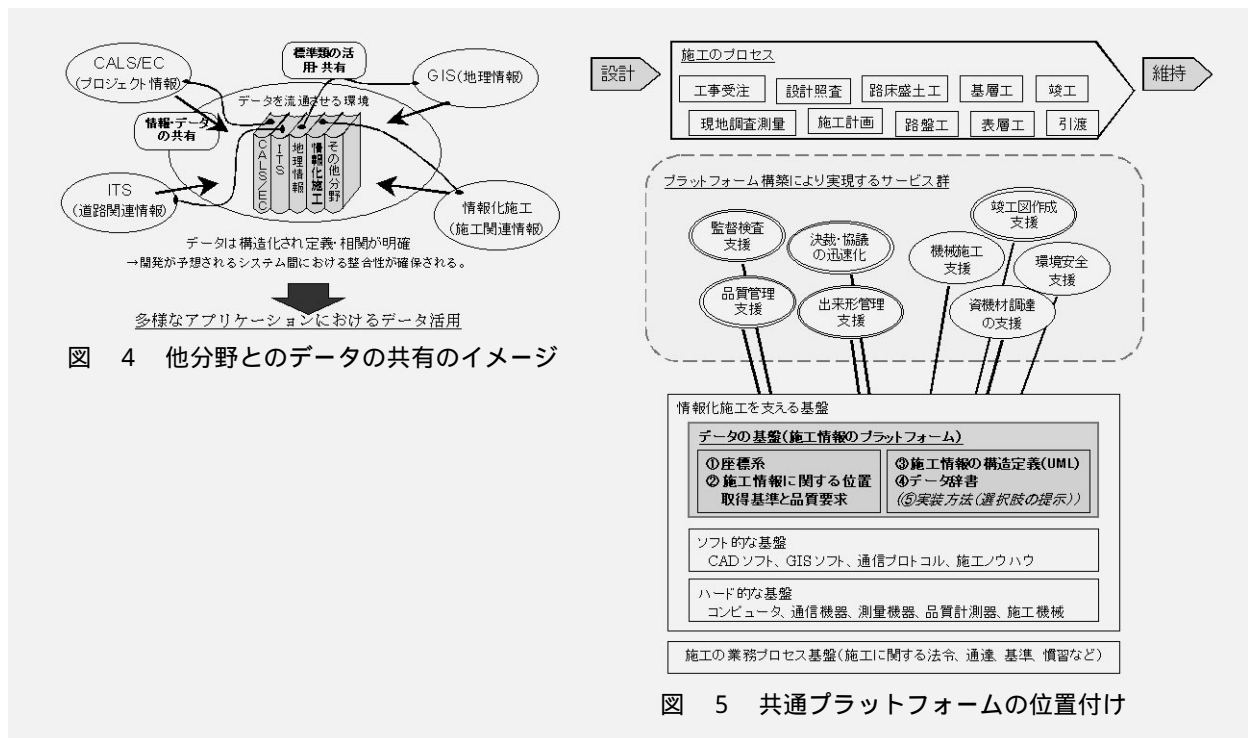 CALS/EC
(プロジェクト情報)
標準類の活
用・共有
GIS(地理情報)
データを流通させる環境
情報・データ
の共有
CALS/EC
ITS
地理情報
情報化施工
その他分野
ITS
(道路関連情報)
情報化施工
(施工関連情報)
データは構造化され定義・相関が明確
→開発が予想されるシステム間における整合性が確保される。
多様なアプリケーションにおけるデータ活用
図 4 他分野とのデータの共有のイメージ
設計
施工のプロセス
維持
工事受注
設計照査
路床盛土工
基層工
竣工
現地調査測量
施工計画
路盤工
表層工
引渡
プラットフォーム構築により実現するサービス群
監督検査
支援
決裁・協議
の迅速化
機械施工
支援
竣工図作成
支援
環境安全
支援
品質管理
支援
出来形管理
支援
資機材調達
の支援
情報化施工を支える基盤
データの基盤(施工情報のプラットフォーム)
①座標系
②施工情報に関する位置
取得基準と品質要求
③施工情報の構造定義(UML)
④データ辞書
(⑤実装方法(選択肢の提示))
ソフト的な基盤
CADソフト、GISソフト、通信プロトコル、施工ノウハウ
ハード的な基盤
コンピュータ、通信機器、測量機器、品質計測器、施工機械
施工の業務プロセス基盤(施工に関する法令、通達、基準、慣習など)
図 5 共通プラットフォームの位置付け